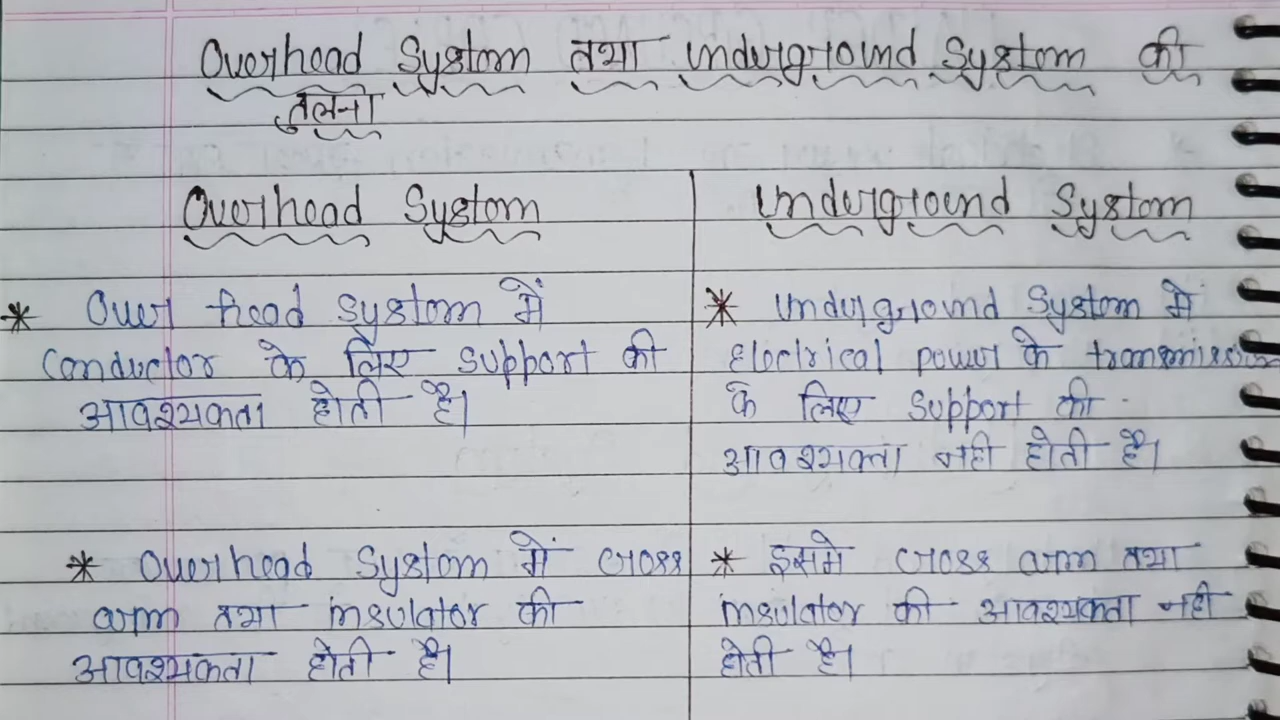 Overhead System तथा underground System की
तुलना
Overhead System
Underground System
* Over head System में
Conductor के लिए support की
आवश्यकता होती है।
* Underground System मे
Electrical power के transmission
के लिए Support की
आवश्यकता नही होती है।
* Overhead System में cross
arm तथा insulator की
आवश्यकता होती है।
* इसमे cross arm तथा
insulator की आवश्यकता नही
होती है।